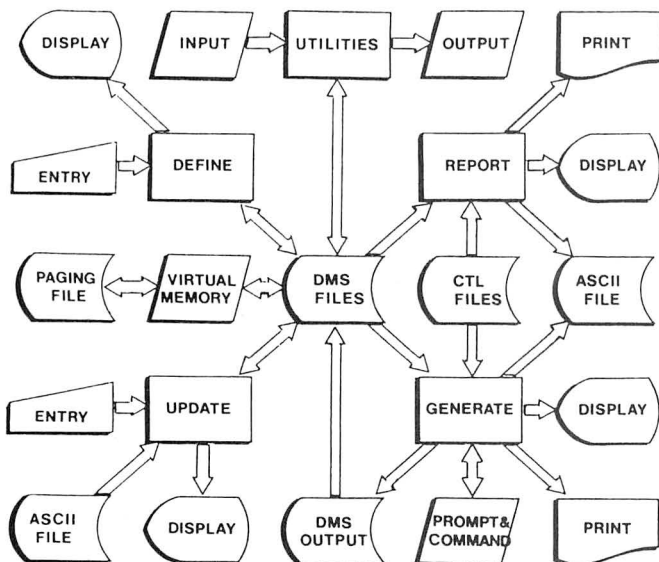 DISPLAY
INPUT
UTILITIES
OUTPUT
PRINT
ENTRY
DEFINE
REPORT
DISPLAY
PAGING
FILE
VIRTUAL
MEMORY
DMS
FILES
CTL
FILES
ASCII
FILE
ENTRY
UPDATE
GENERATE
DISPLAY
ASCII
FILE
DISPLAY
DMS
OUTPUT
PROMPT&
COMMAND
PRINT